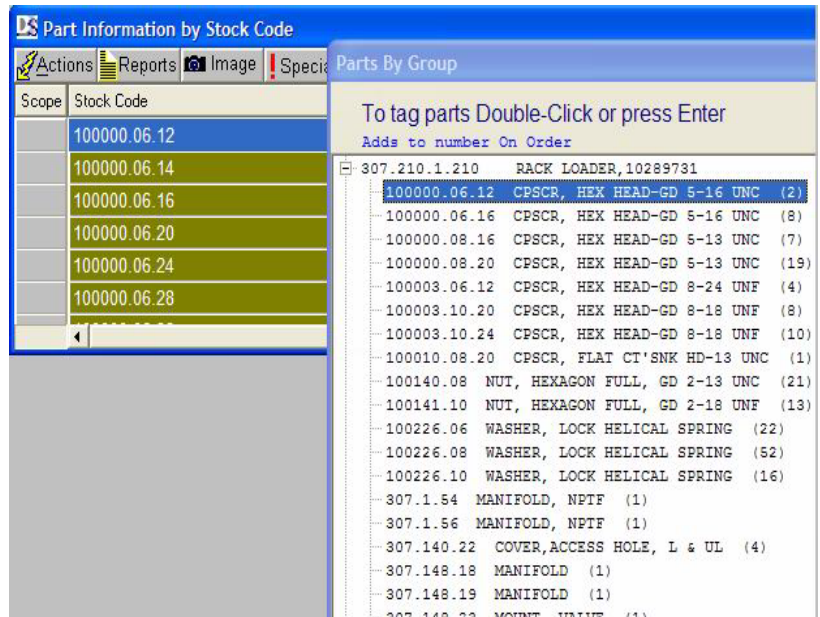 DS Part Information by Stock Code
Actions Reports Image Specia
Scope Stock Code
100000.06.12
100000.06.14
100000.06.16
100000.06.20
100000.06.24
100000.06.28
Parts By Group
To tag parts Double-Click or press Enter
Adds to number On Order
307.210.1.210 RACK LOADER,10289731
100000.06.12 CPSCR, HEX HEAD-GD 5-16 UNC (2)
100000.06.16 CPSCR, HEX HEAD-GD 5-16 UNC (8)
100000.08.16 CPSCR, HEX HEAD-GD 5-13 UNC (7)
100000.08.20 CPSCR, HEX HEAD-GD 5-13 UNC (19)
100003.06.12 CPSCR, HEX HEAD-GD 8-24 UNF (4)
100003.10.20 CPSCR, HEX HEAD-GD 8-18 UNF (8)
100003.10.24 CPSCR, HEX HEAD-GD 8-18 UNF (10)
100010.08.20 CPSCR, FLAT CT'SNK HD-13 UNC (1)
100140.08 NUT, HEXAGON FULL, GD 2-13 UNC (21)
100141.10 NUT, HEXAGON FULL, GD 2-18 UNF (13)
100226.06 WASHER, LOCK HELICAL SPRING (22)
100226.08 WASHER, LOCK HELICAL SPRING (52)
100226.10 WASHER, LOCK HELICAL SPRING (16)
307.1.54 MANIFOLD, NPTF (1)
307.1.56 MANIFOLD, NPTF (1)
307.140.22 COVER,ACCESS HOLE, L & UL (4)
307.148.18 MANIFOLD (1)
307.148.19 MANIFOLD (1)